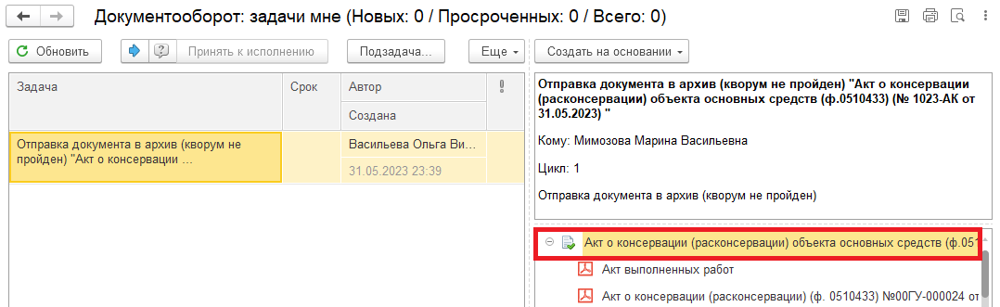 Документооборот: задачи мне (Новых: 0 / Просроченных: 0 / Всего: 0)
Обновить
Принять к исполнению
Подзадача...
Еще
Создать на основании
Задача
Срок
Автор
Создана
Отправка документа в архив (кворум не
пройден) "Акт о консервации ...
Васильева Ольга Ви...
31.05.2023 23:39
Отправка документа в архив (кворум не пройден) "Акт о консервации
(расконсервации) объекта основных средств (ф.0510433) (№ 1023-АК от
31.05.2023) "
Кому: Мимозова Марина Васильевна
Цикл: 1
Отправка документа в архив (кворум не пройден)
Акт о консервации (расконсервации) объекта основных средств (ф.051
Акт выполненных работ
Акт о консервации (расконсервации) (ф. 0510433) №00ГУ-000024 от